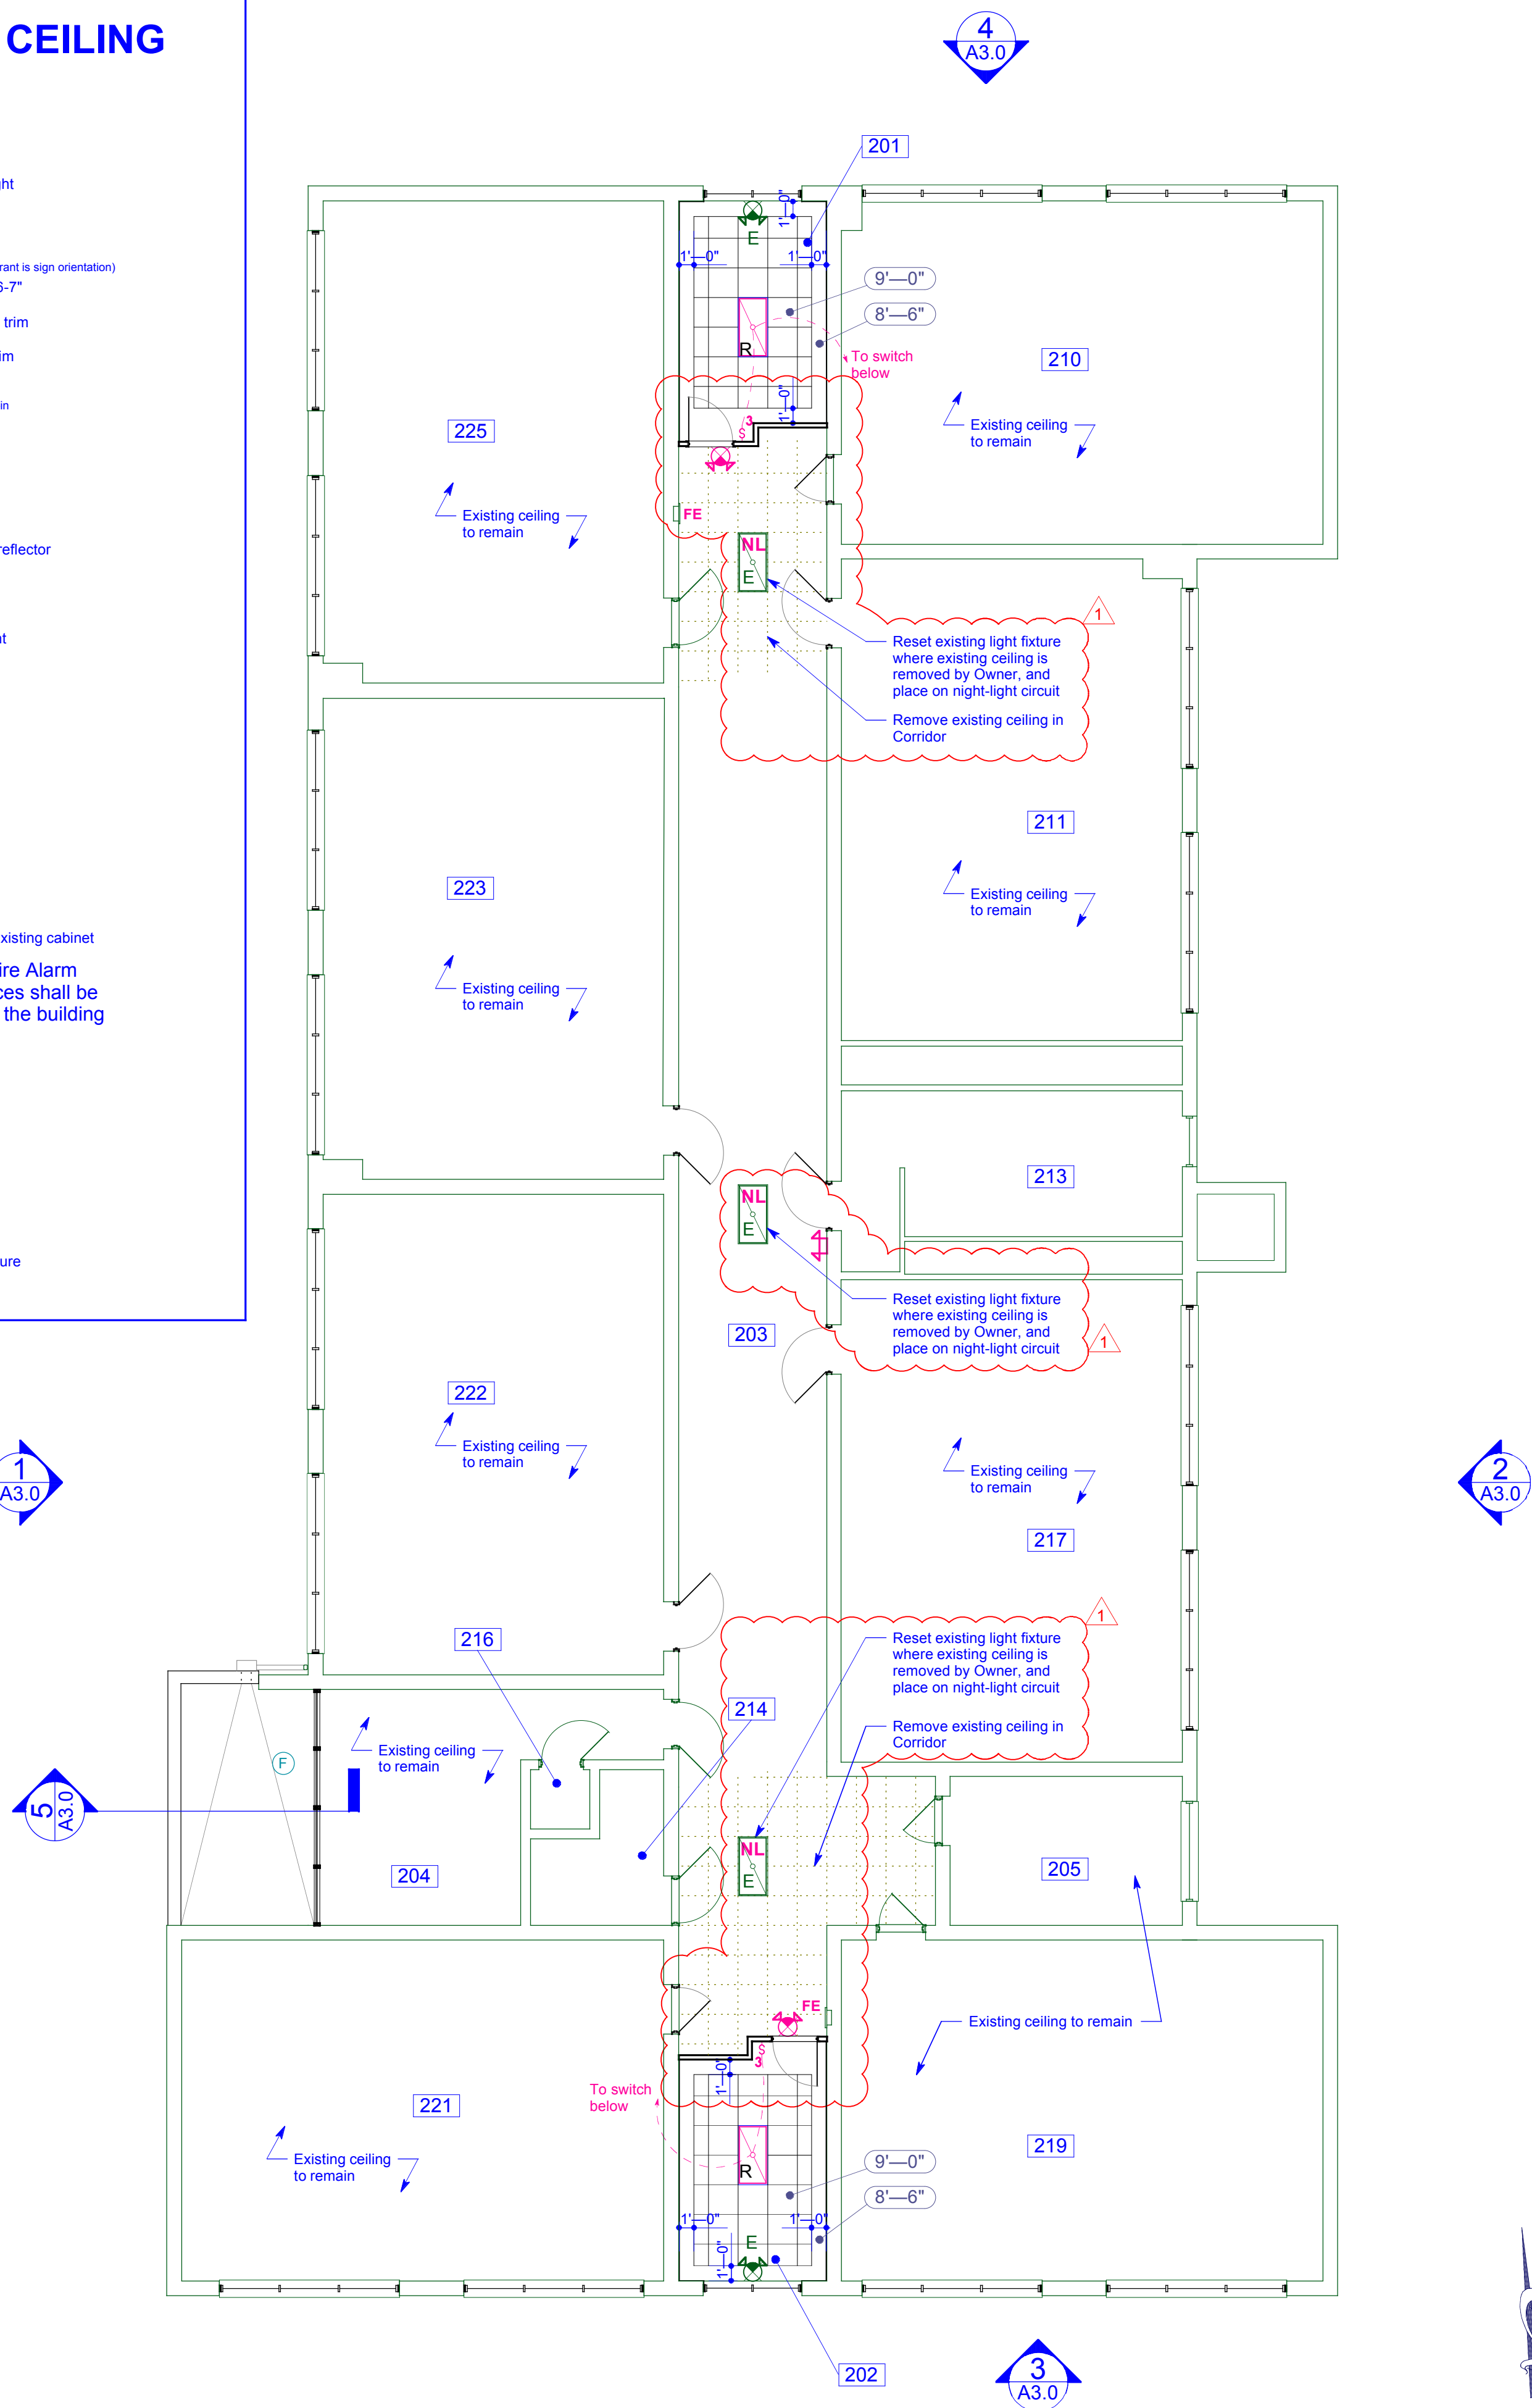 CEILING
4
A3.0
201
rant is sign orientation)
trim
1'—0"
E
1'—0"
1'—0"
9'—0"
8'—6"
R
To switch
below
210
1'—0"
3
$
Existing ceiling
to remain
225
Existing ceiling
to remain
FE
NL
E
reflector
1
Reset existing light fixture
where existing ceiling is
removed by Owner, and
place on night-light circuit
Remove existing ceiling in
Corridor
211
Existing ceiling
to remain
223
Existing ceiling
to remain
xisting cabinet
ire Alarm
ces shall be
the building
213
NL
E
ure
Reset existing light fixture
where existing ceiling is
removed by Owner, and
place on night-light circuit
1
203
222
Existing ceiling
to remain
Existing ceiling
to remain
217
1
A3.0
2
A3.0
1
Reset existing light fixture
where existing ceiling is
removed by Owner, and
place on night-light circuit
Remove existing ceiling in
Corridor
216
214
F
Existing ceiling
to remain
5
A3.0
204
NL
E
205
FE
Existing ceiling to remain
$
3
1'—0"
To switch
below
221
Existing ceiling
to remain
R
219
9'—0"
8'—6"
1'—0"
1'—0"
E
1'—0"
202
3
A3.0